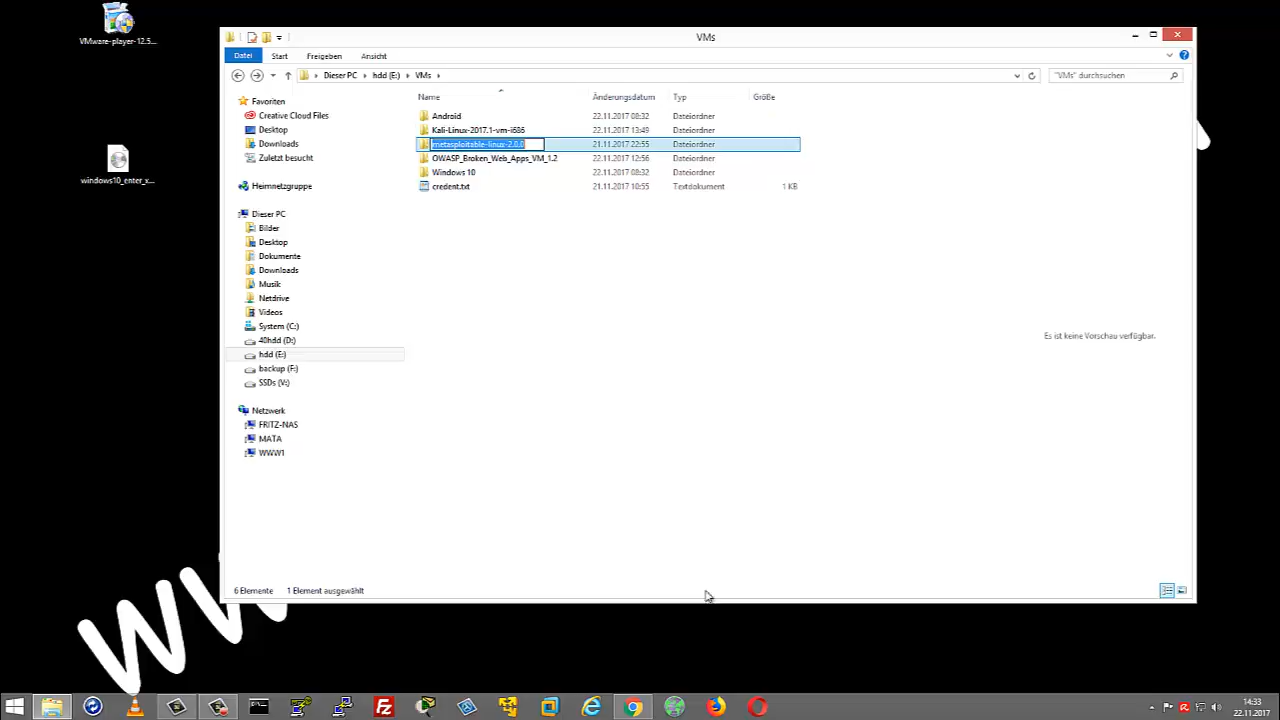 VMware-player-12.5...
windows10_enter_x...
VMs
Datei Start Freigeben Ansicht
Dieser PC hdd (E:) VMs "VMs" durchsuchen
Name Änderungsdatum Typ Größe
Favoriten
Creative Cloud Files
Desktop
Downloads
Zuletzt besucht
Heimnetzgruppe
Dieser PC
Bilder
Desktop
Dokumente
Downloads
Musik
Netdrive
Videos
System (C:)
40hdd (D:)
hdd (E:)
backup (F:)
SSDs (V:)
Netzwerk
FRITZ-NAS
MATA
WWW1
Android 22.11.2017 08:32 Dateiordner
Kali-Linux-2017.1-vm-i686 22.11.2017 13:49 Dateiordner
metasploitable-linux-2.0.0 21.11.2017 22:55 Dateiordner
OWASP_Broken_Web_Apps_VM_1.2 22.11.2017 12:56 Dateiordner
Windows 10 22.11.2017 08:32 Dateiordner
credent.txt 21.11.2017 10:55 Textdokument 1 KB
Es ist keine Vorschau verfügbar.
6 Elemente 1 Element ausgewählt
14:33
22.11.2017